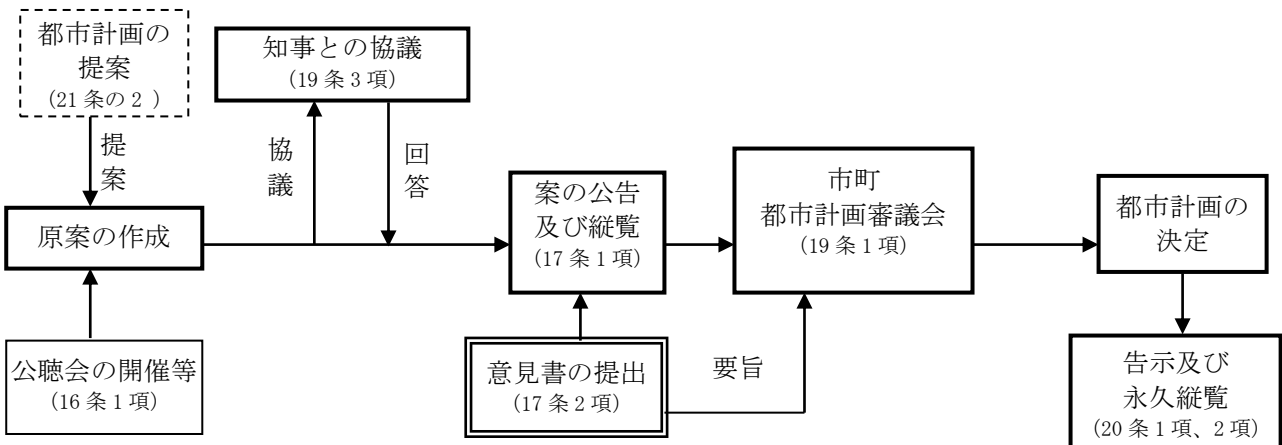 都市計画の
提案
(21条の2 )
提案
原案の作成
公聴会の開催等
(16条1項)
知事との協議
(19条3項)
協議
回答
案の公告
及び縦覧
(17条1項)
意見書の提出
(17条2項)
要旨
市町
都市計画審議会
(19条1項)
都市計画の
決定
告示及び
永久縦覧
(20条1項、2項)